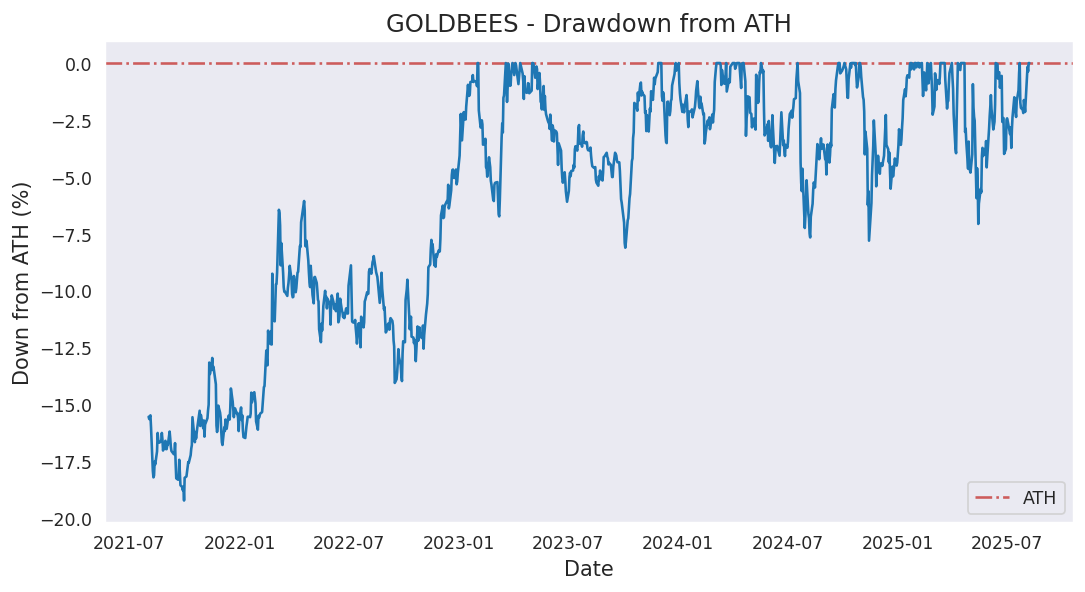 GOLDBEES - Drawdown from ATH
Down from ATH (%)
0.0
−2.5
−5.0
−7.5
−10.0
−12.5
−15.0
−17.5
−20.0
ATH
2021-07 2022-01 2022-07 2023-01 2023-07 2024-01 2024-07 2025-01 2025-07
Date